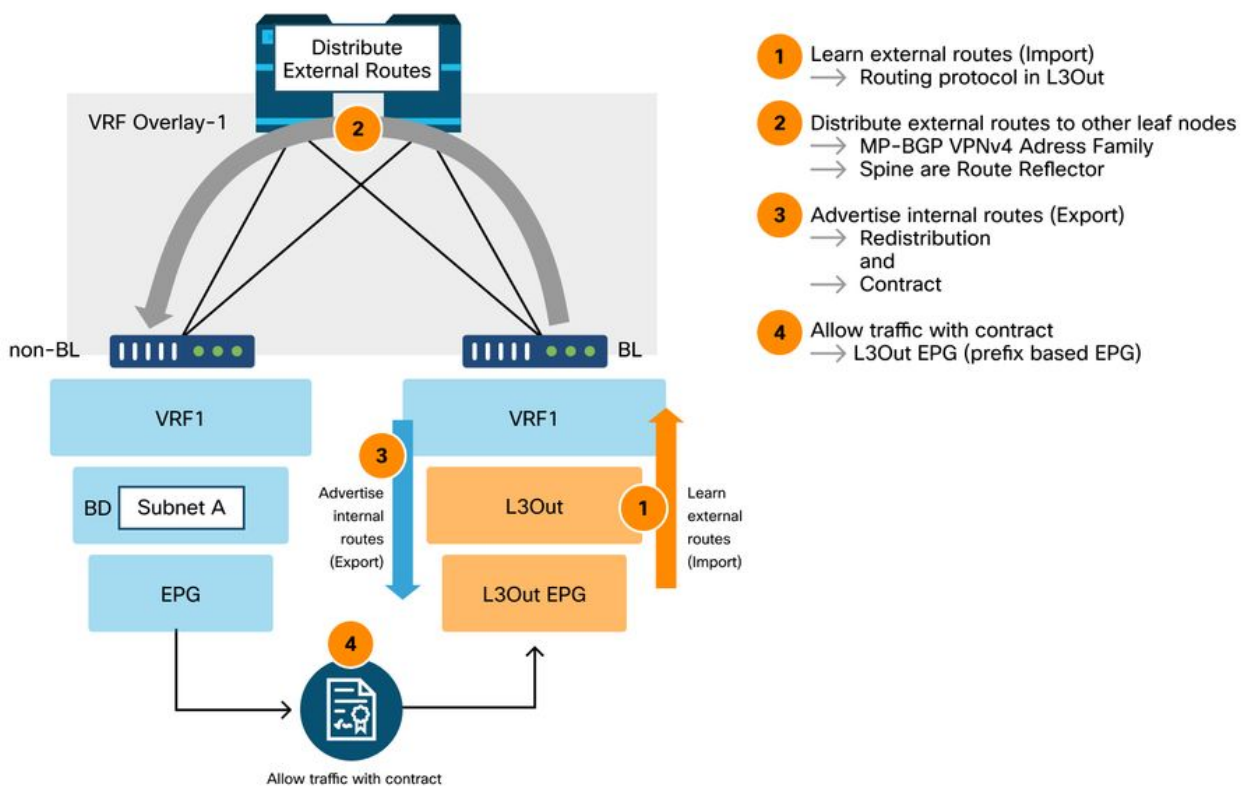 Distribute
External Routes
VRF Overlay-1
2
non-BL
BL
VRF1
VRF1
BD
Subnet A
3
Advertise
internal
routes
(Export)
L3Out
1
Learn
external
routes
(Import)
EPG
L3Out EPG
4
Allow traffic with contract
1
Learn external routes (Import)
→ Routing protocol in L3Out
2
Distribute external routes to other leaf nodes
→ MP-BGP VPNv4 Adress Family
→ Spine are Route Reflector
3
Advertise internal routes (Export)
→ Redistribution
and
→ Contract
4
Allow traffic with contract
→ L3Out EPG (prefix based EPG)